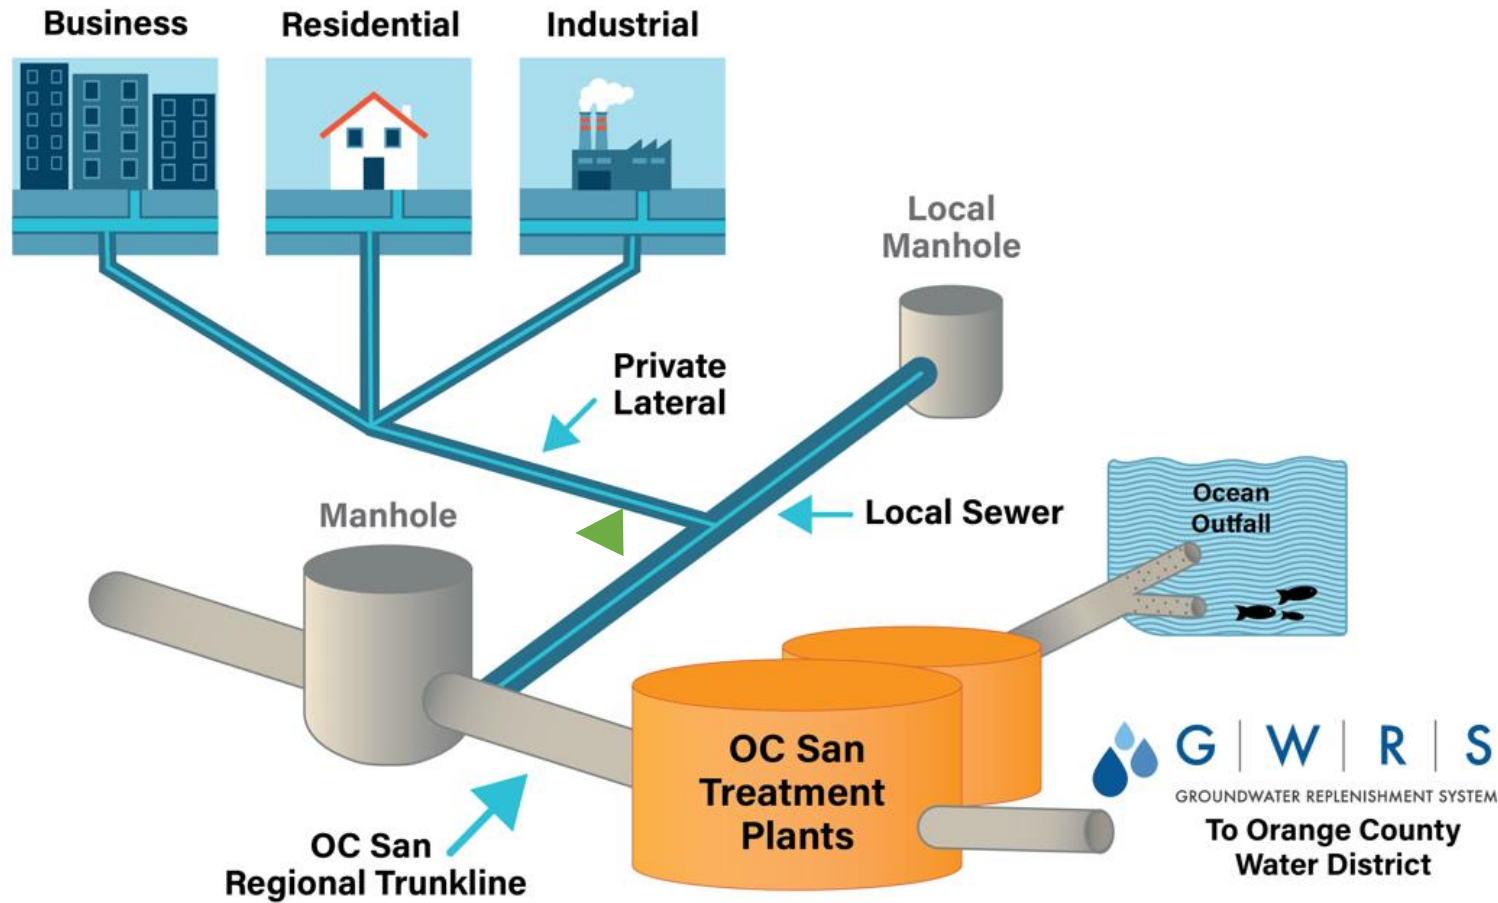 Business
Residential
Industrial
Local
Manhole
Private
Lateral
Ocean
Outfall
Manhole
Local Sewer
OC San
Treatment
Plants
G | W | R | S
GROUNDWATER REPLENISHMENT SYSTEM
To Orange County
Water District
OC San
Regional Trunkline